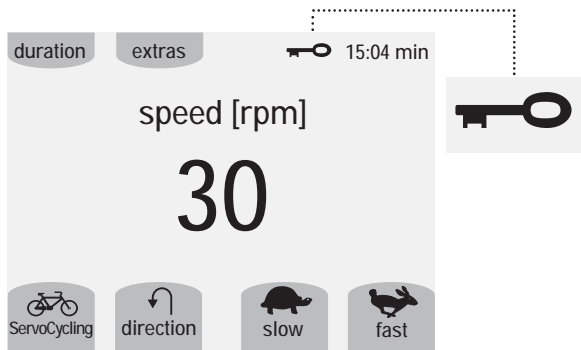 duration extras 15:04 min
speed [rpm]
30
ServoCycling direction slow fast